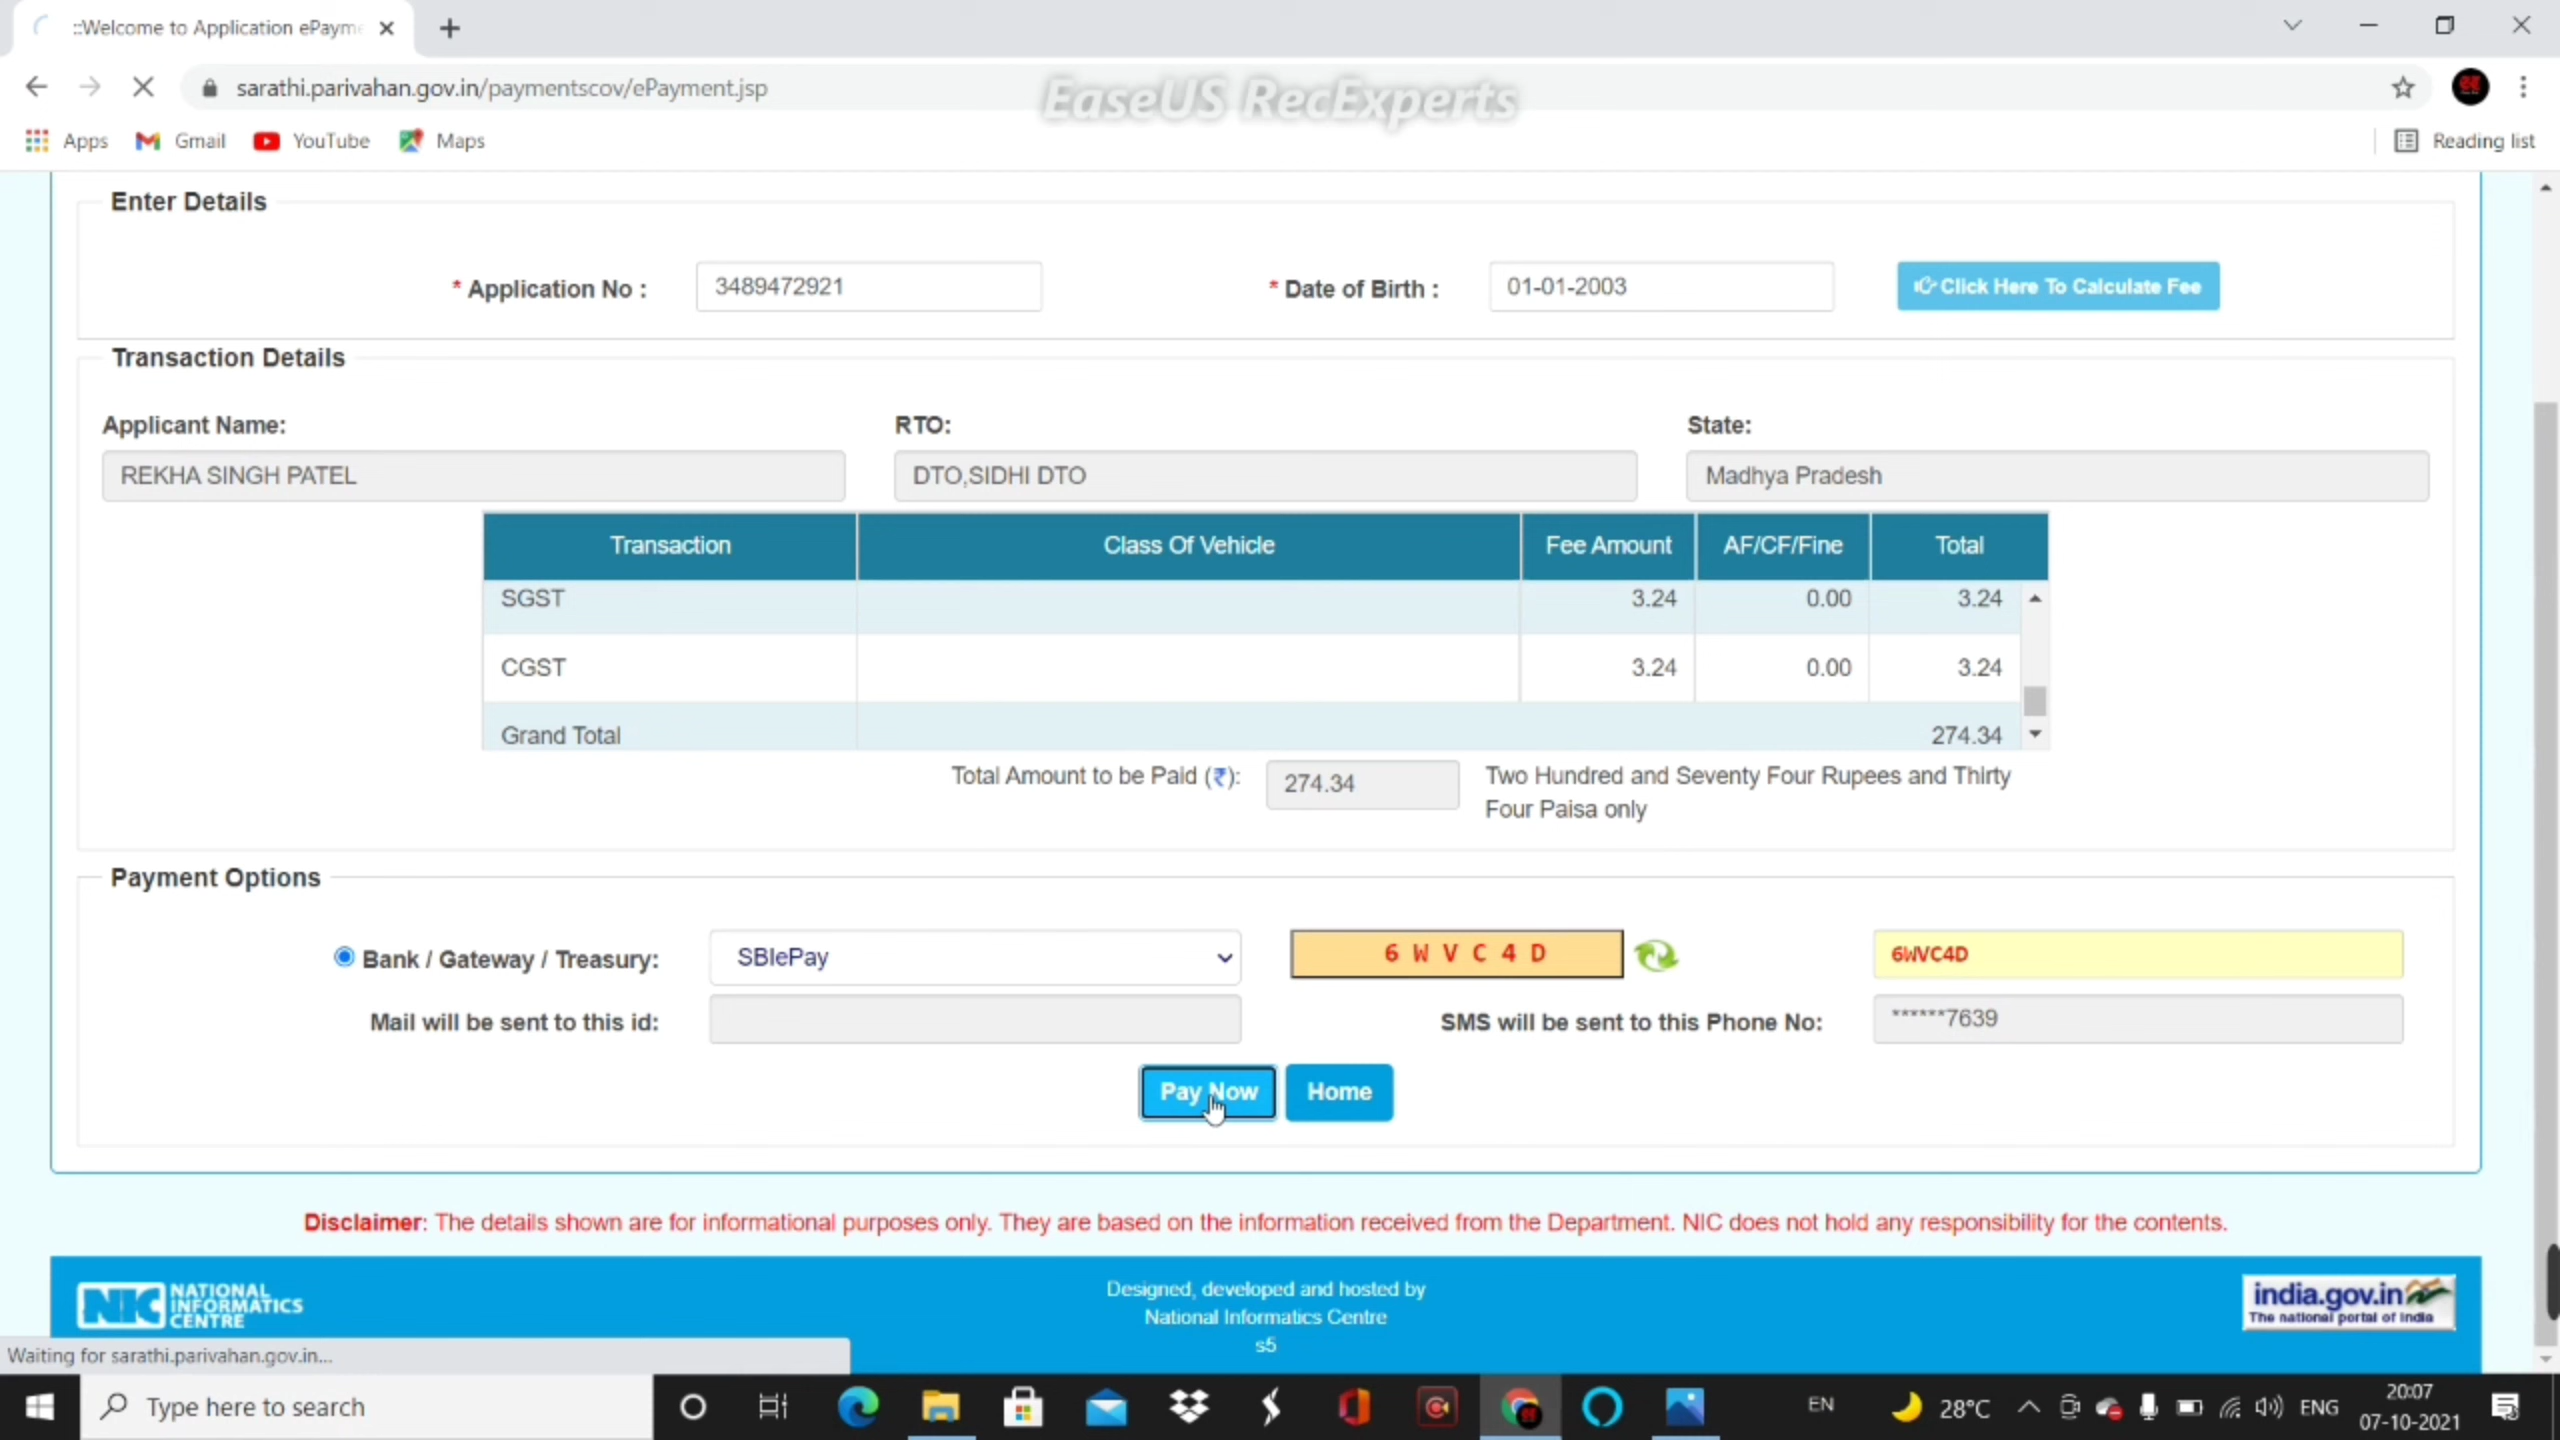 ::Welcome to Application ePayme
sarathi.parivahan.gov.in/paymentscov/ePayment.jsp
EaseUS RecExperts
Apps Gmail YouTube Maps Reading list
Enter Details
* Application No : 3489472921 * Date of Birth : 01-01-2003 Click Here To Calculate Fee
Transaction Details
Applicant Name: RTO: State:
REKHA SINGH PATEL DTO,SIDHI DTO Madhya Pradesh
Transaction Class Of Vehicle Fee Amount AF/CF/Fine Total
SGST 3.24 0.00 3.24
CGST 3.24 0.00 3.24
Grand Total 274.34
Total Amount to be Paid (₹): 274.34 Two Hundred and Seventy Four Rupees and Thirty
Four Paisa only
Payment Options
Bank / Gateway / Treasury: SBIePay 6 W V C 4 D 6WVC4D
Mail will be sent to this id: SMS will be sent to this Phone No: ******7639
Pay Now Home
Disclaimer: The details shown are for informational purposes only. They are based on the information received from the Department. NIC does not hold any responsibility for the contents.
NIC NATIONAL
INFORMATICS
CENTRE
Designed, developed and hosted by
National Informatics Centre
s5
india.gov.in
The national portal of India
Waiting for sarathi.parivahan.gov.in...
Type here to search EN 28°C ENG 20:07
07-10-2021